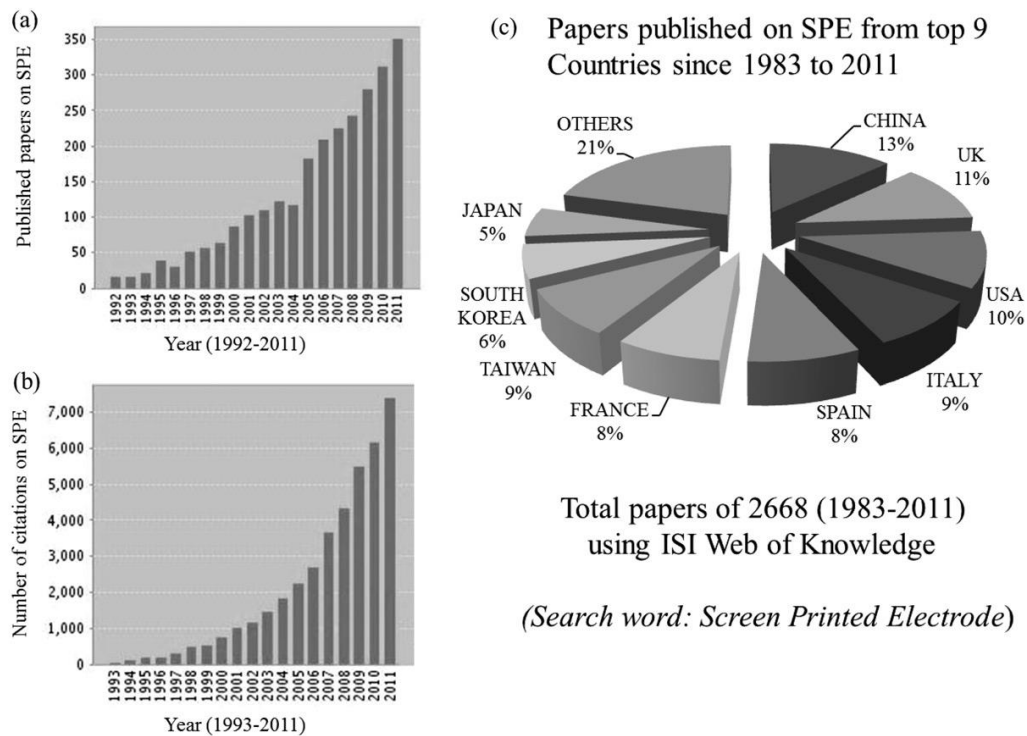 (a)
Published papers on SPE
350
300
250
200
150
100
50
0
1992
1993
1994
1995
1996
1997
1998
1999
2000
2001
2002
2003
2004
2005
2006
2007
2008
2009
2010
2011
Year (1992-2011)
(b)
Number of citations on SPE
7,000
6,000
5,000
4,000
3,000
2,000
1,000
0
1993
1994
1995
1996
1997
1998
1999
2000
2001
2002
2003
2004
2005
2006
2007
2008
2009
2010
2011
Year (1993-2011)
(c) Papers published on SPE from top 9
Countries since 1983 to 2011
OTHERS
21%
CHINA
13%
UK
11%
USA
10%
ITALY
9%
SPAIN
8%
FRANCE
8%
TAIWAN
9%
SOUTH
KOREA
6%
JAPAN
5%
Total papers of 2668 (1983-2011)
using ISI Web of Knowledge
(Search word: Screen Printed Electrode)